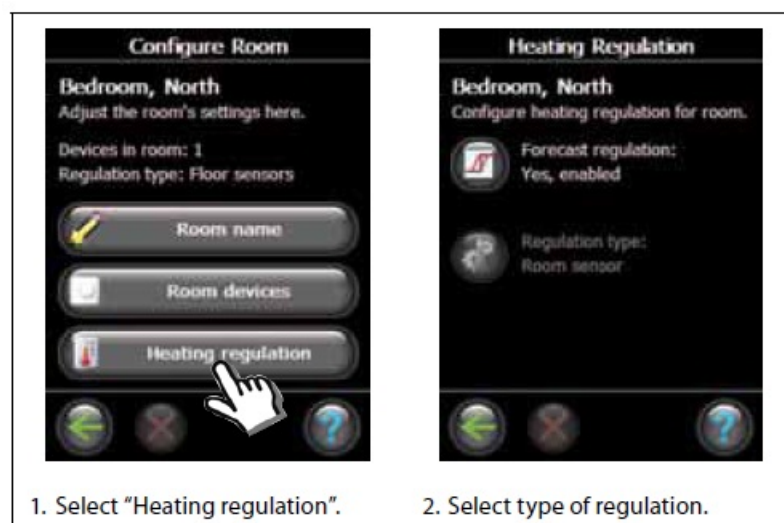 Configure Room
Bedroom, North
Adjust the room's settings here.
Devices in room: 1
Regulation type: Floor sensors
Room name
Room devices
Heating regulation
1. Select “Heating regulation”.
Heating Regulation
Bedroom, North
Configure heating regulation for room.
Forecast regulation:
Yes, enabled
Regulation type:
Room sensor
2. Select type of regulation.